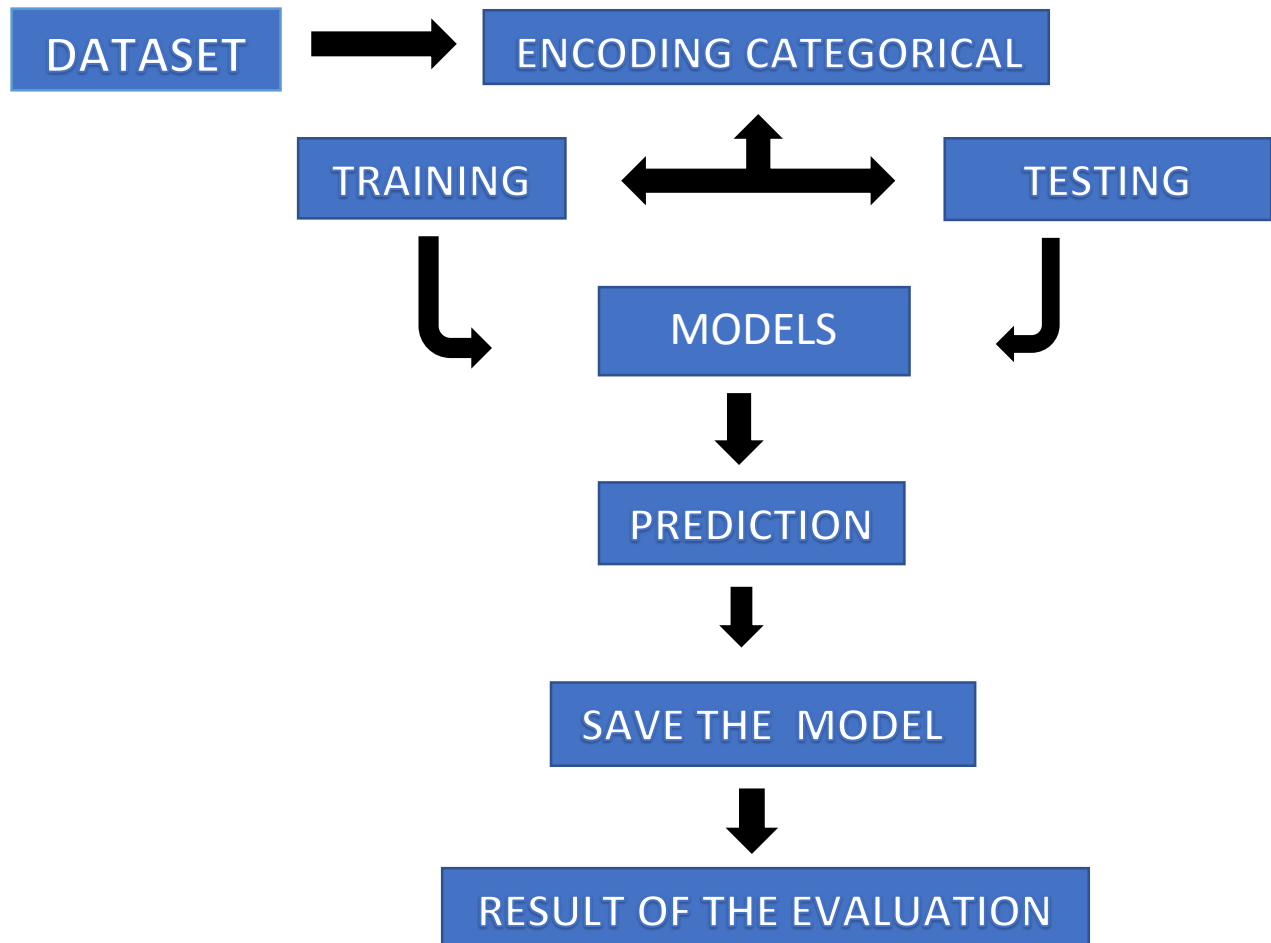 DATASET
ENCODING CATEGORICAL
TRAINING
TESTING
MODELS
PREDICTION
SAVE THE  MODEL
RESULT OF THE EVALUATION